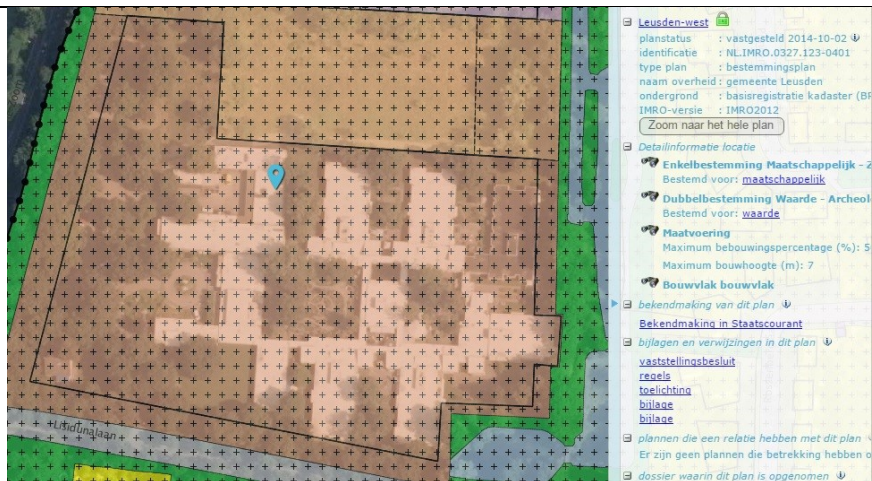 Leusden-west
planstatus : vastgesteld 2014-10-02
identificatie : NL.IMRO.0327.123-0401
type plan : bestemmingsplan
naam overheid : gemeente Leusden
ondergrond : basisregistratie kadaster (BR
IMRO-versie : IMRO2012
Zoom naar het hele plan
Detailinformatie locatie
Enkelbestemming Maatschappelijk - Z
Bestemd voor: maatschappelijk
Dubbelbestemming Waarde - Archeol
Bestemd voor: waarde
Maatvoering
Maximum bebouwingspercentage (%): 5
Maximum bouwhoogte (m): 7
Bouwvlak bouwvlak
bekendmaking van dit plan
Bekendmaking in Staatscourant
bijlagen en verwijzingen in dit plan
vaststellingsbesluit
regels
toelichting
bijlage
bijlage
plannen die een relatie hebben met dit plan
Er zijn geen plannen die betrekking hebben o
dossier waarin dit plan is opgenomen